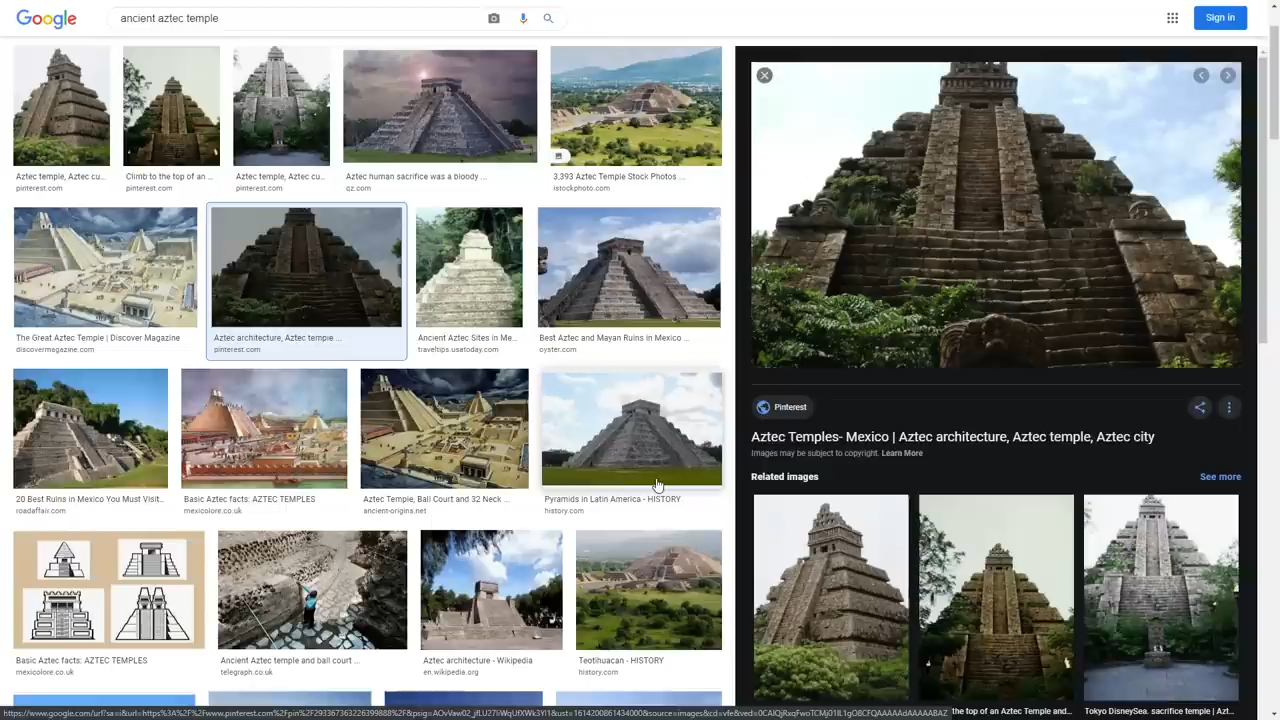 Google
ancient aztec temple
Sign in
Aztec temple, Aztec cu...
pinterest.com
Climb to the top of an ...
pinterest.com
Aztec temple, Aztec cu...
pinterest.com
Aztec human sacrifice was a bloody ...
qz.com
3,393 Aztec Temple Stock Photos ...
istockphoto.com
The Great Aztec Temple | Discover Magazine
discovermagazine.com
Aztec architecture, Aztec temple ...
pinterest.com
Ancient Aztec Sites in Me...
traveltips.usatoday.com
Best Aztec and Mayan Ruins in Mexico ...
oyster.com
20 Best Ruins in Mexico You Must Visit...
roadaffair.com
Basic Aztec facts: AZTEC TEMPLES
mexicolore.co.uk
Aztec Temple, Ball Court and 32 Neck ...
ancient-origins.net
Pyramids in Latin America - HISTORY
history.com
Basic Aztec facts: AZTEC TEMPLES
mexicolore.co.uk
Ancient Aztec temple and ball court ...
telegraph.co.uk
Aztec architecture - Wikipedia
en.wikipedia.org
Teotihuacan - HISTORY
history.com
Pinterest
Aztec Temples- Mexico | Aztec architecture, Aztec temple, Aztec city
Images may be subject to copyright. Learn More
Related images
See more
the top of an Aztec Temple and...
Tokyo DisneySea. sacrifice temple | Azt...